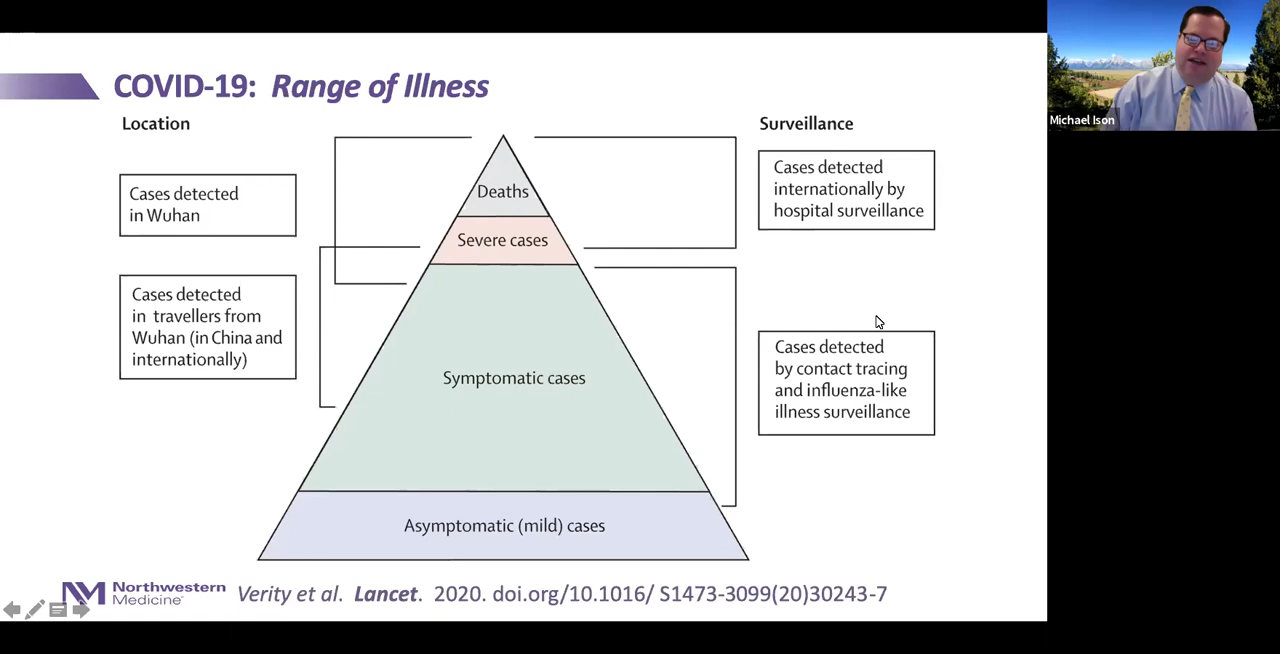 COVID-19: Range of Illness
Location
Surveillance
Cases detected
in Wuhan
Cases detected
in travellers from
Wuhan (in China and
internationally)
Deaths
Severe cases
Symptomatic cases
Asymptomatic (mild) cases
Cases detected
internationally by
hospital surveillance
Cases detected
by contact tracing
and influenza-like
illness surveillance
NM Northwestern
Medicine
Verity et al. Lancet. 2020. doi.org/10.1016/ S1473-3099(20)30243-7
Michael Ison